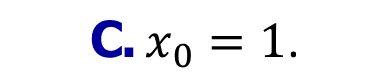 C. x₀ = 1.